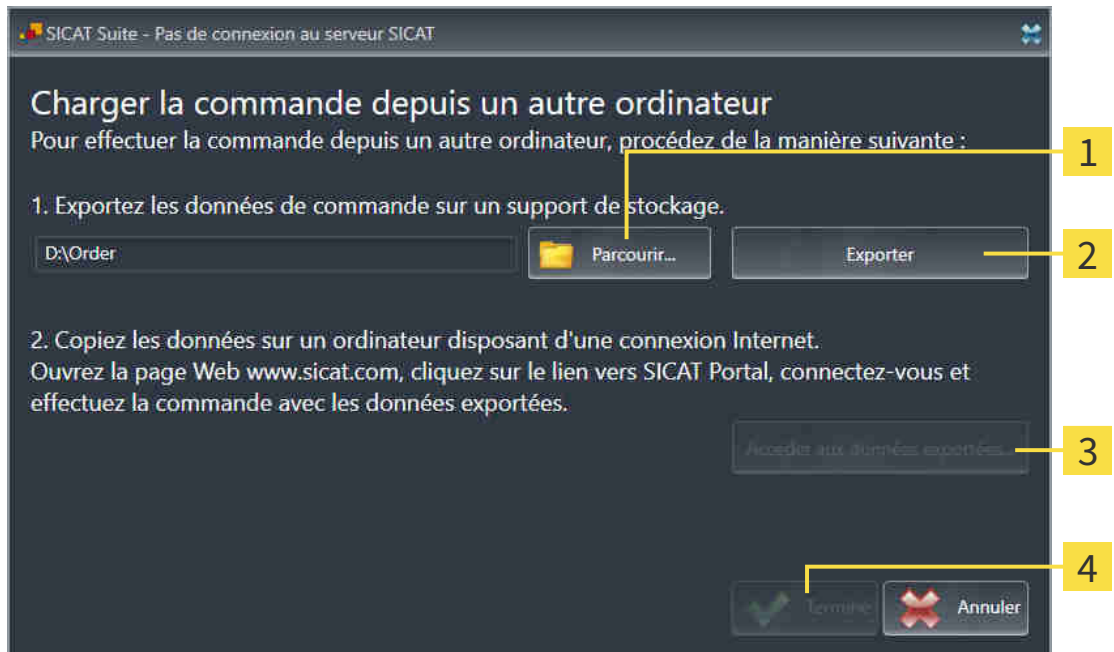 SICAT Suite - Pas de connexion au serveur SICAT
Charger la commande depuis un autre ordinateur
Pour effectuer la commande depuis un autre ordinateur, procédez de la manière suivante :
1
1. Exportez les données de commande sur un support de stockage.
D:\Order
Parcourir...
Exporter
2
2. Copiez les données sur un ordinateur disposant d'une connexion Internet.
Ouvrez la page Web www.sicat.com, cliquez sur le lien vers SICAT Portal, connectez-vous et
effectuez la commande avec les données exportées.
Accéder aux données exportées...
3
4
Terminé
Annuler